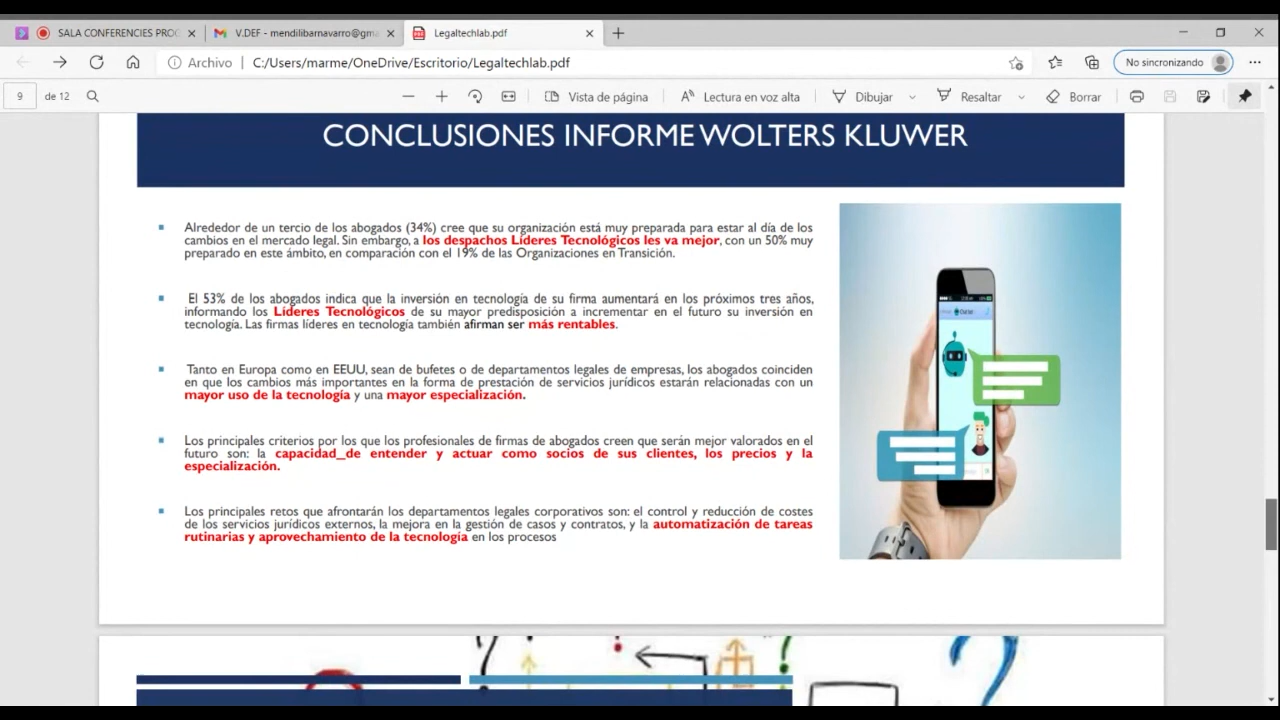 SALA CONFERENCIES PROC
V.DEF - mendilibarnavarro@gma
Legaltechlab.pdf
Archivo
C:/Users/marme/OneDrive/Escritorio/Legaltechlab.pdf
No sincronizando
9 de 12
Vista de página
Lectura en voz alta
Dibujar
Resaltar
Borrar
CONCLUSIONES INFORME WOLTERS KLUWER
Alrededor de un tercio de los abogados (34%) cree que su organización está muy preparada para estar al día de los
cambios en el mercado legal. Sin embargo, a los despachos Líderes Tecnológicos les va mejor, con un 50% muy
preparado en este ámbito, en comparación con el 19% de las Organizaciones en Transición.
El 53% de los abogados indica que la inversión en tecnología de su firma aumentará en los próximos tres años,
informando los Líderes Tecnológicos de su mayor predisposición a incrementar en el futuro su inversión en
tecnología. Las firmas líderes en tecnología también afirman ser más rentables.
Tanto en Europa como en EEUU, sean de bufetes o de departamentos legales de empresas, los abogados coinciden
en que los cambios más importantes en la forma de prestación de servicios jurídicos estarán relacionadas con un
mayor uso de la tecnología y una mayor especialización.
Los principales criterios por los que los profesionales de firmas de abogados creen que serán mejor valorados en el
futuro son: la capacidad_de entender y actuar como socios de sus clientes, los precios y la
especialización.
Los principales retos que afrontarán los departamentos legales corporativos son: el control y reducción de costes
de los servicios jurídicos externos, la mejora en la gestión de casos y contratos, y la automatización de tareas
rutinarias y aprovechamiento de la tecnología en los procesos